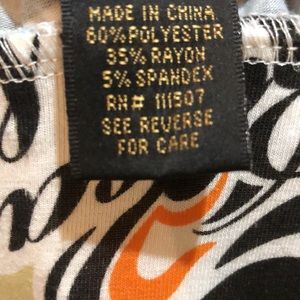 MADE IN CHINA
60% POLYESTER
35% RAYON
5% SPANDEX
RN# 111507
SEE REVERSE
FOR CARE